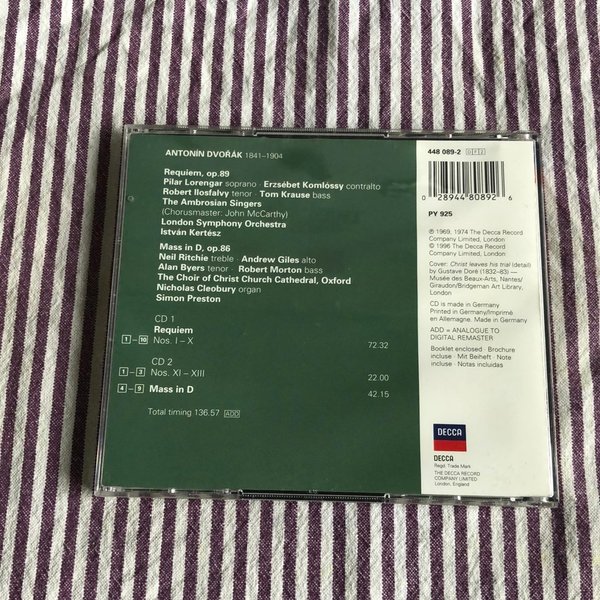 ANTONÍN DVOŘÁK 1841–1904
Requiem, op.89
Pilar Lorengar soprano · Erzsébet Komlóssy contralto
Robert Ilosfalvy tenor · Tom Krause bass
The Ambrosian Singers
(Chorusmaster: John McCarthy)
London Symphony Orchestra
István Kertész
Mass in D, op.86
Neil Ritchie treble · Andrew Giles alto
Alan Byers tenor · Robert Morton bass
The Choir of Christ Church Cathedral, Oxford
Nicholas Cleobury organ
Simon Preston
CD 1
Requiem
1–10 Nos. I – X 72.32
CD 2
1–3 Nos. XI – XIII 22.00
4–9 Mass in D 42.15
Total timing 136.57 ADD
448 089-2 DF2
0 28944 80892 6
PY 925
℗ 1969, 1974 The Decca Record
Company Limited, London
© 1996 The Decca Record
Company Limited, London
Cover: Christ leaves his trial (detail)
by Gustave Doré (1832–83) —
Musée des Beaux-Arts, Nantes/
Giraudon/Bridgeman Art Library,
London
CD is made in Germany
Printed in Germany/Imprimé
en Allemagne. Made in Germany
ADD = ANALOGUE TO
DIGITAL REMASTER
Booklet enclosed · Brochure
incluse · Mit Beiheft · Note
incluse · Notas incluidas
DECCA
DECCA
Regd. Trade Mark
THE DECCA RECORD
COMPANY LIMITED
London, England